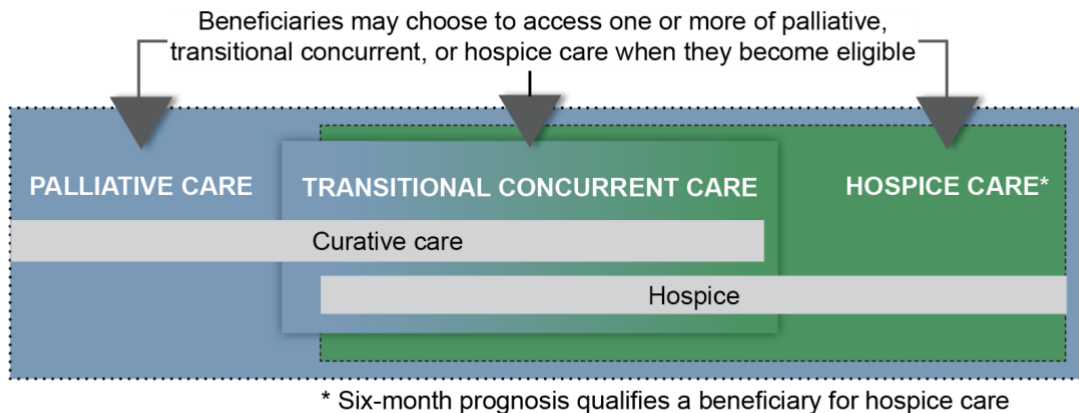 Beneficiaries may choose to access one or more of palliative,
transitional concurrent, or hospice care when they become eligible
PALLIATIVE CARE
TRANSITIONAL CONCURRENT CARE
HOSPICE CARE*
Curative care
Hospice
* Six-month prognosis qualifies a beneficiary for hospice care